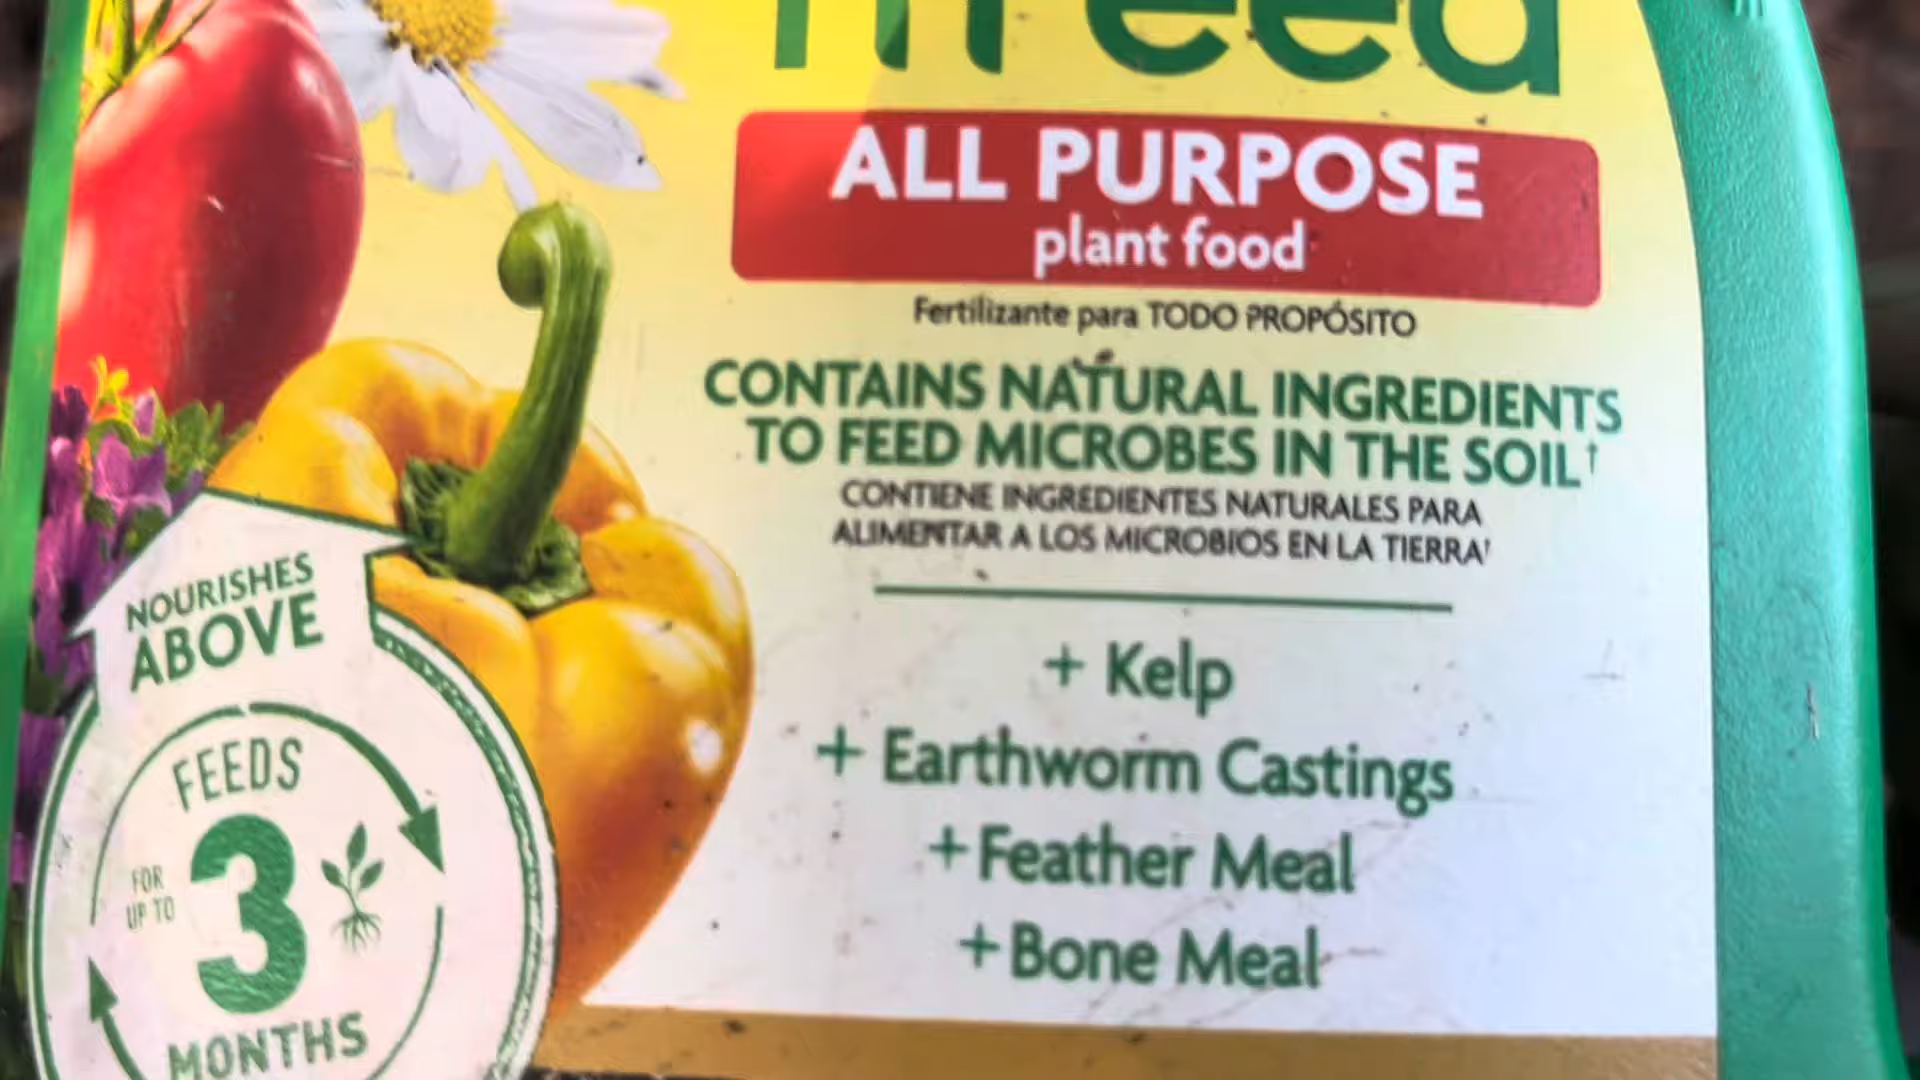 ALL PURPOSE
plant food
Fertilizante para TODO PROPÓSITO
CONTAINS NATURAL INGREDIENTS
TO FEED MICROBES IN THE SOIL†
CONTIENE INGREDIENTES NATURALES PARA
ALIMENTAR A LOS MICROBIOS EN LA TIERRA†
+ Kelp
+ Earthworm Castings
+ Feather Meal
+ Bone Meal
NOURISHES
ABOVE
FEEDS
FOR
UP TO
3
MONTHS